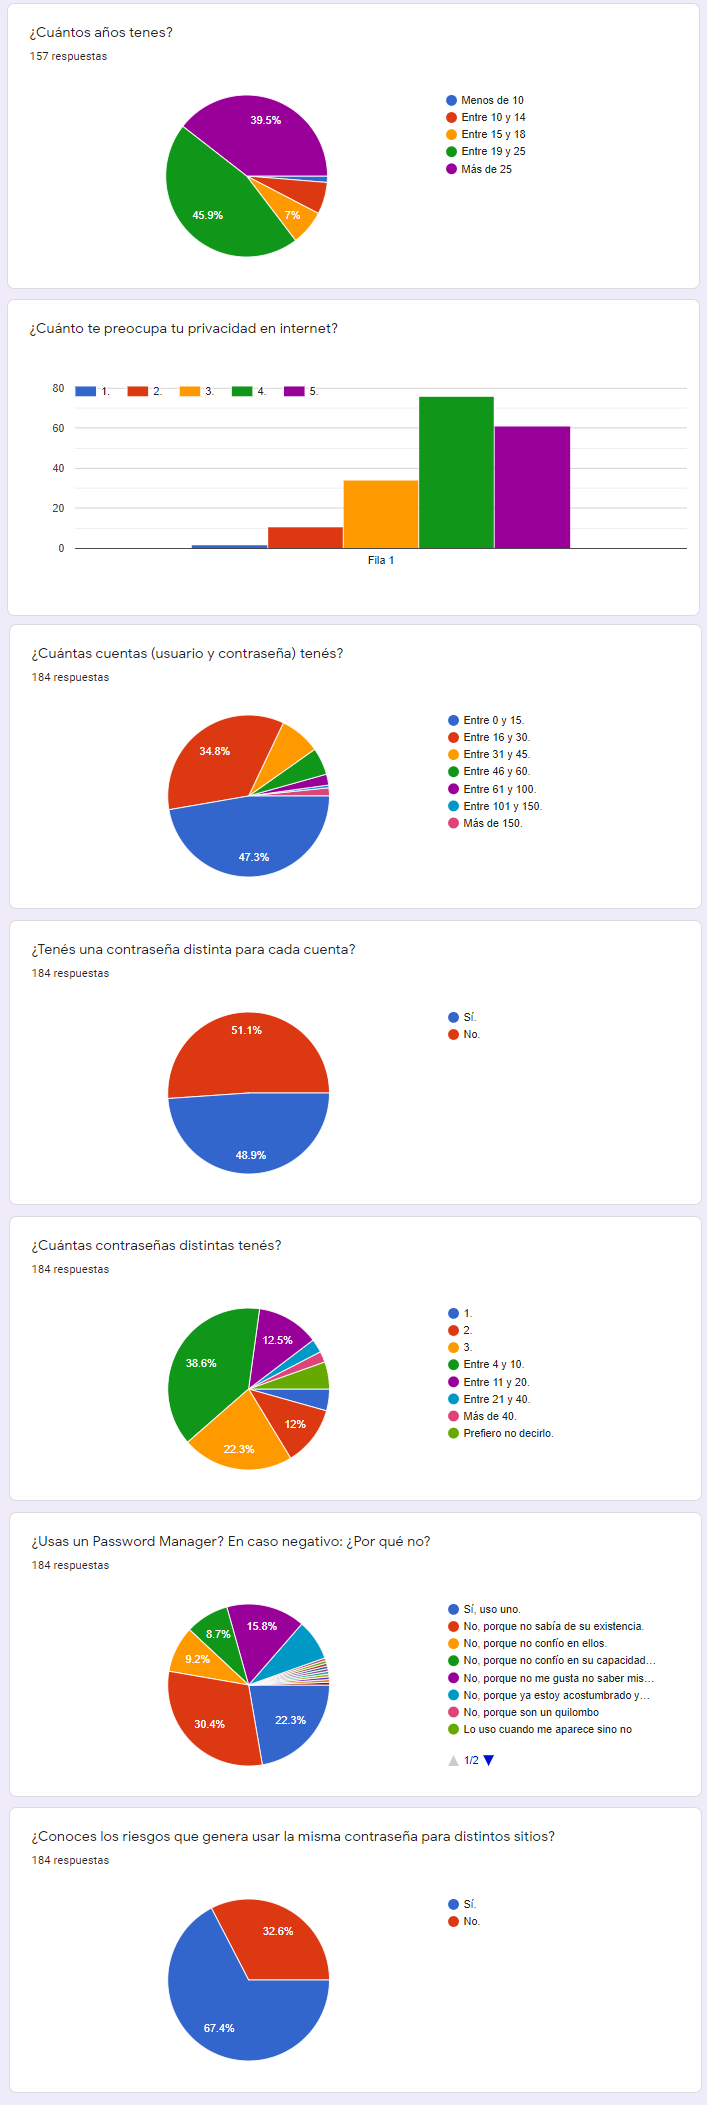 ¿Cuántos años tenes?
157 respuestas
39.5%
45.9%
7%
Menos de 10
Entre 10 y 14
Entre 15 y 18
Entre 19 y 25
Más de 25
¿Cuánto te preocupa tu privacidad en internet?
80
60
40
20
0
1.
2.
3.
4.
5.
Fila 1
¿Cuántas cuentas (usuario y contraseña) tenés?
184 respuestas
34.8%
47.3%
Entre 0 y 15.
Entre 16 y 30.
Entre 31 y 45.
Entre 46 y 60.
Entre 61 y 100.
Entre 101 y 150.
Más de 150.
¿Tenés una contraseña distinta para cada cuenta?
184 respuestas
51.1%
48.9%
Sí.
No.
¿Cuántas contraseñas distintas tenés?
184 respuestas
12.5%
38.6%
12%
22.3%
1.
2.
3.
Entre 4 y 10.
Entre 11 y 20.
Entre 21 y 40.
Más de 40.
Prefiero no decirlo.
¿Usas un Password Manager? En caso negativo: ¿Por qué no?
184 respuestas
15.8%
8.7%
9.2%
30.4%
22.3%
Sí, uso uno.
No, porque no sabía de su existencia.
No, porque no confío en ellos.
No, porque no confío en su capacidad...
No, porque no me gusta no saber mis...
No, porque ya estoy acostumbrado y...
No, porque son un quilombo
Lo uso cuando me aparece sino no
1/2
¿Conoces los riesgos que genera usar la misma contraseña para distintos sitios?
184 respuestas
32.6%
67.4%
Sí.
No.